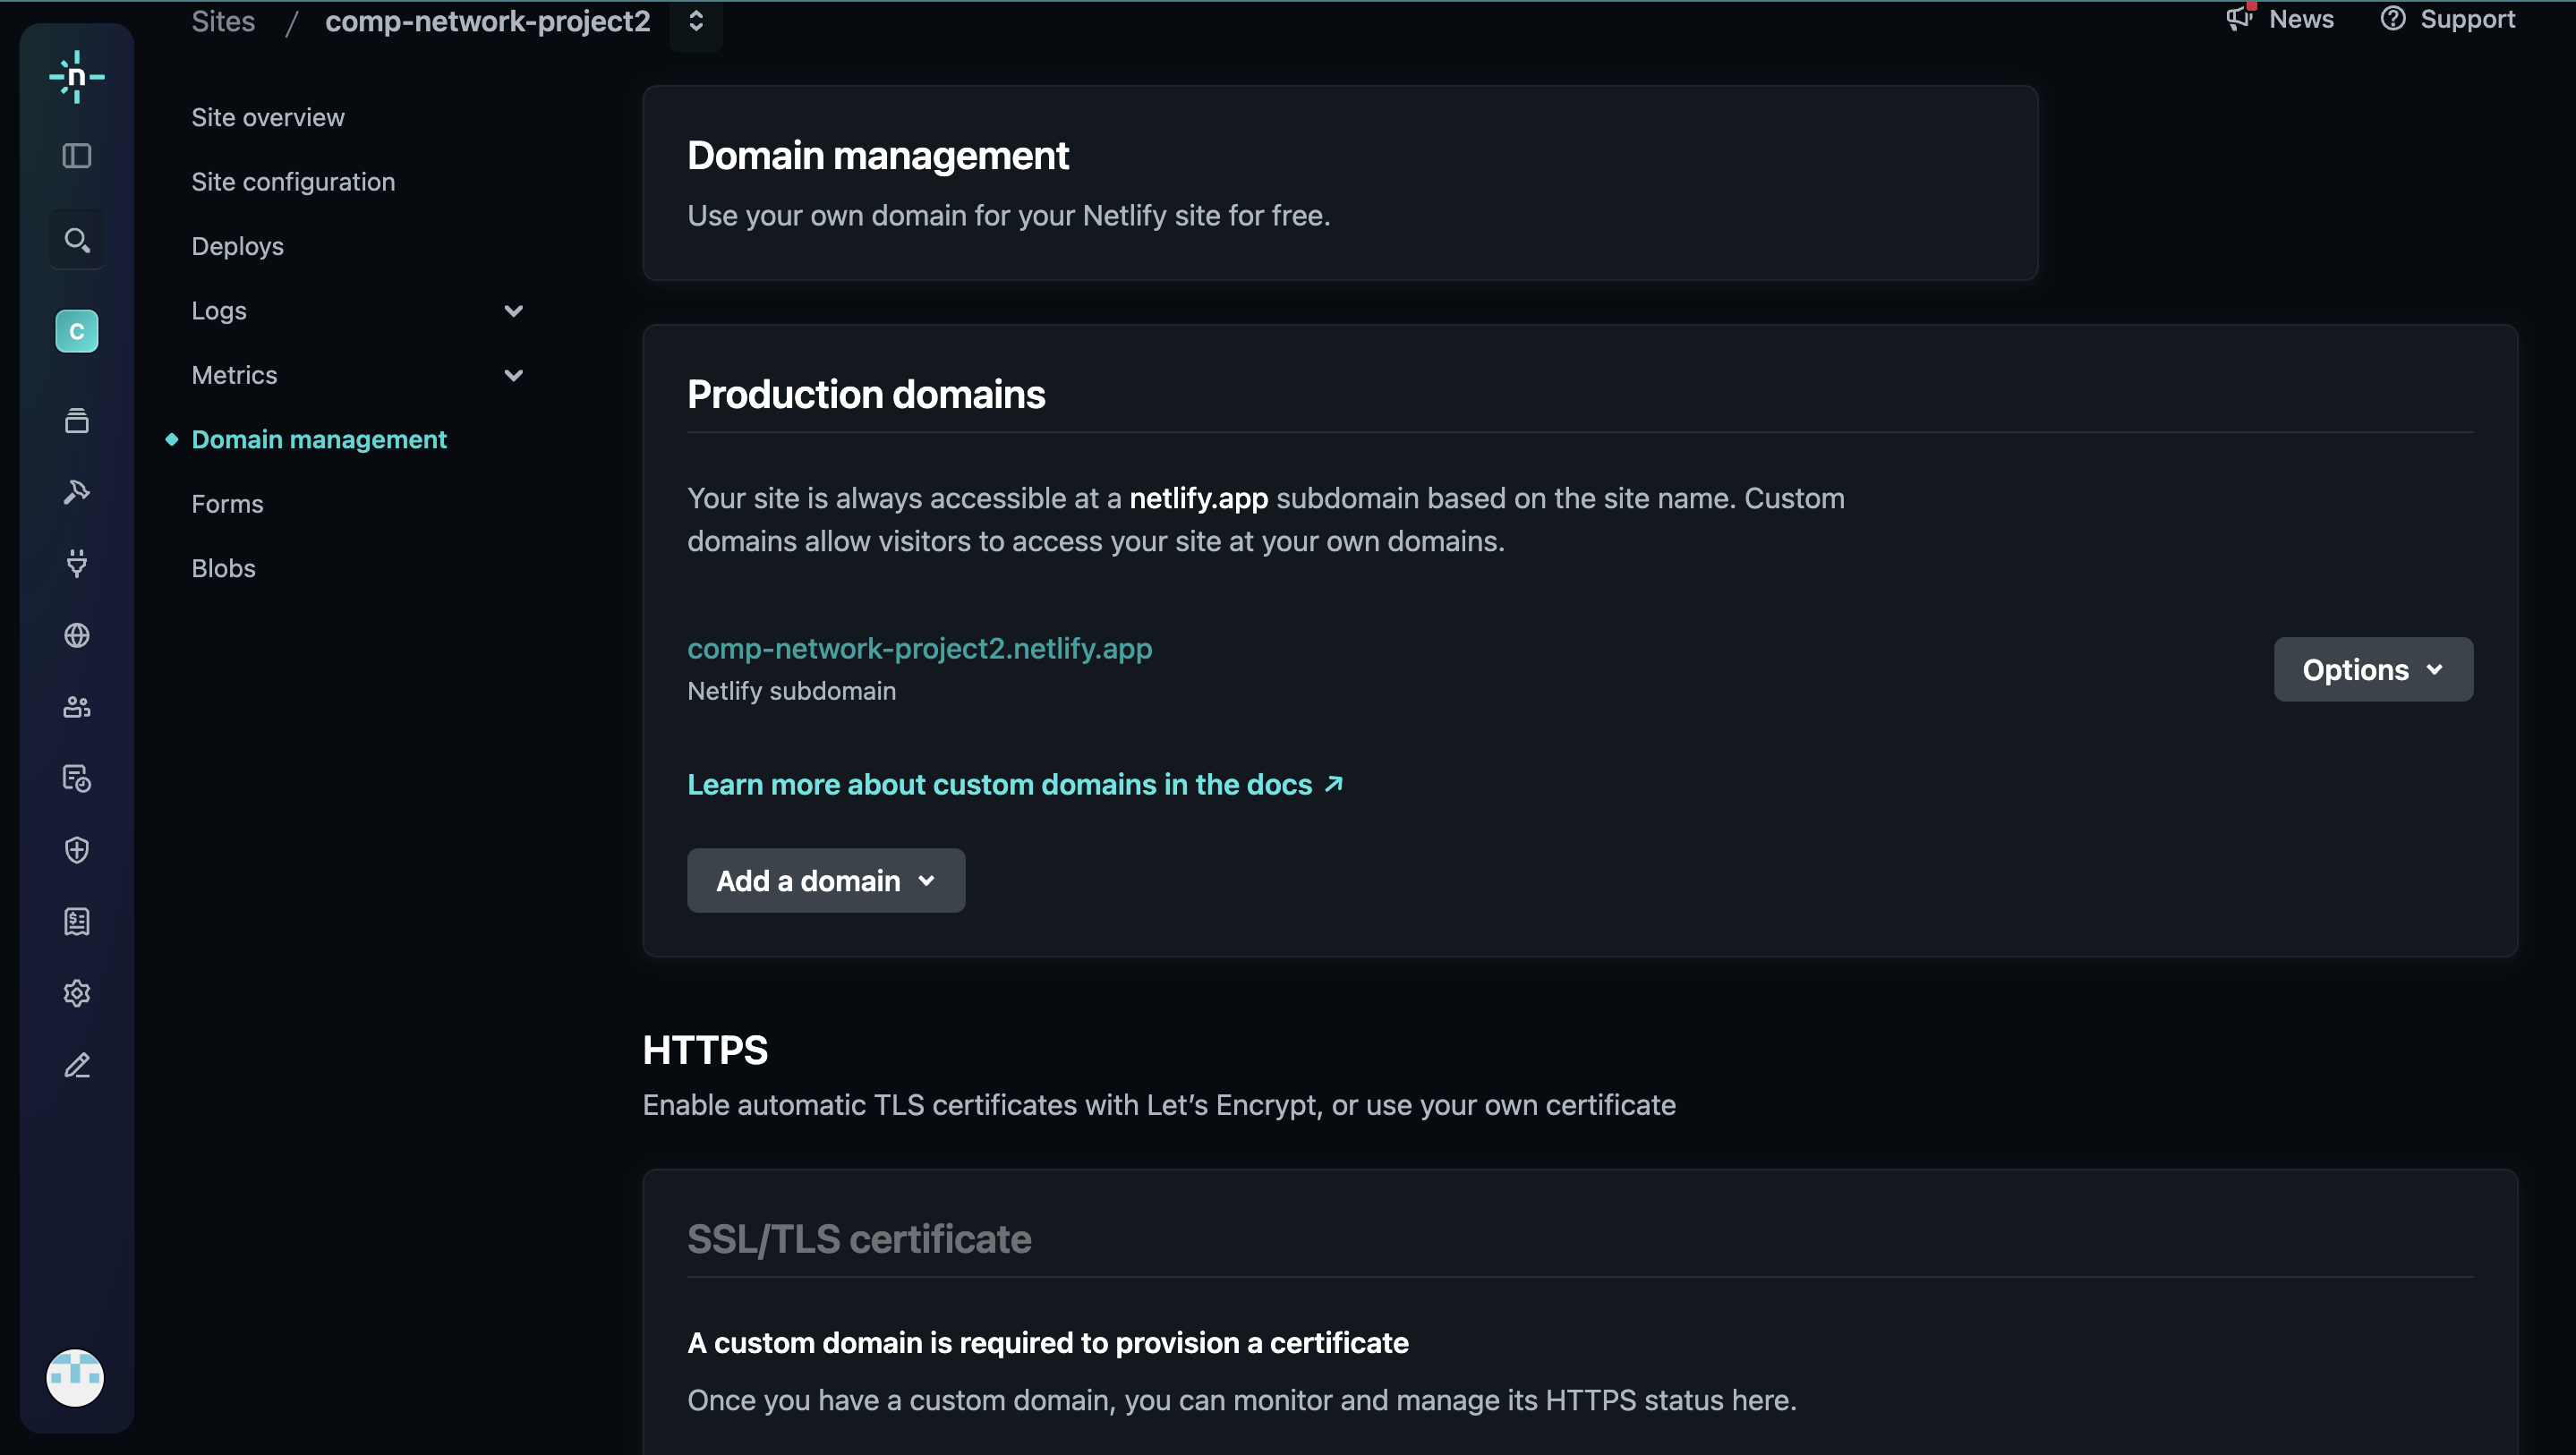 Sites / comp-network-project2
News
Support
n
Site overview
Site configuration
Deploys
Logs
C
Metrics
Domain management
Forms
Blobs
Domain management
Use your own domain for your Netlify site for free.
Production domains
Your site is always accessible at a netlify.app subdomain based on the site name. Custom
domains allow visitors to access your site at your own domains.
comp-network-project2.netlify.app
Netlify subdomain
Options
Learn more about custom domains in the docs ↗
Add a domain
HTTPS
Enable automatic TLS certificates with Let’s Encrypt, or use your own certificate
SSL/TLS certificate
A custom domain is required to provision a certificate
Once you have a custom domain, you can monitor and manage its HTTPS status here.